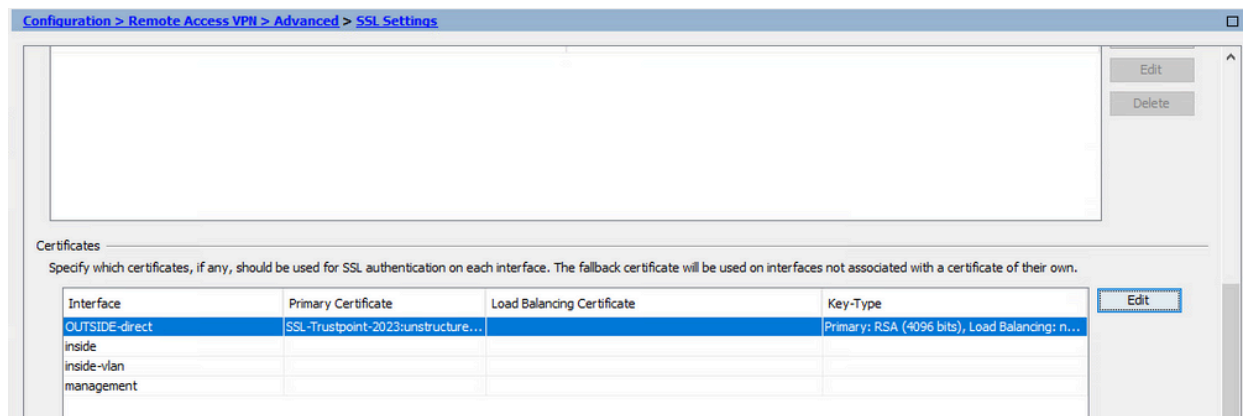 Configuration > Remote Access VPN > Advanced > SSL Settings
Edit
Delete
Certificates
Specify which certificates, if any, should be used for SSL authentication on each interface. The fallback certificate will be used on interfaces not associated with a certificate of their own.
Interface Primary Certificate Load Balancing Certificate Key-Type
Edit
OUTSIDE-direct SSL-Trustpoint-2023:unstructure... Primary: RSA (4096 bits), Load Balancing: n...
inside
inside-vlan
management